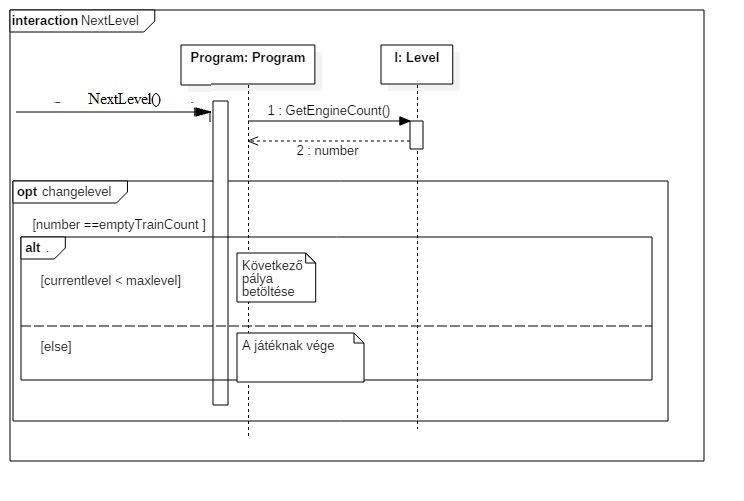 interaction NextLevel
Program: Program
l: Level
NextLevel()
1 : GetEngineCount()
2 : number
opt changelevel
[number ==emptyTrainCount ]
alt .
[currentlevel < maxlevel]
Következő
pálya
betöltése
[else]
A játéknak vége